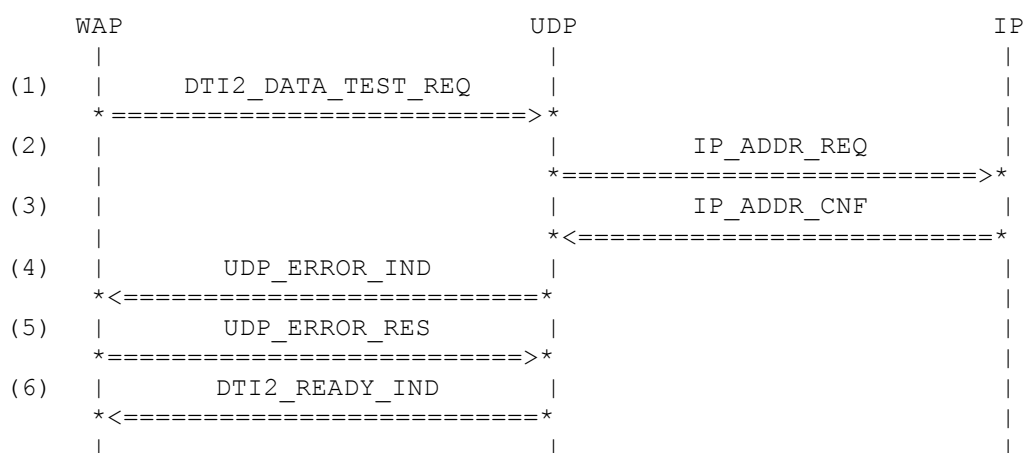 WAP UDP IP
| | |
(1) | DTI2_DATA_TEST_REQ | |
* ==========================>* |
(2) | | IP_ADDR_REQ |
| *==========================>*
(3) | | IP_ADDR_CNF |
| *<==========================*
(4) | UDP_ERROR_IND | |
*<==========================* |
(5) | UDP_ERROR_RES | |
*==========================>* |
(6) | DTI2_READY_IND | |
*<==========================* |
| | |